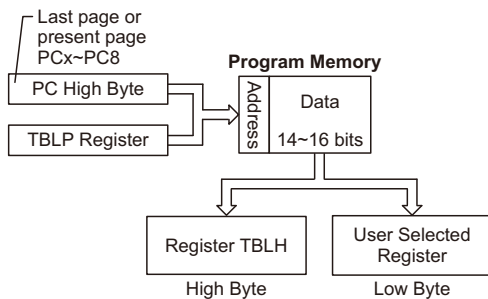 Last page or
present page
PCx~PC8
PC High Byte
TBLP Register
Program Memory
Address
Data
14~16 bits
Register TBLH
High Byte
User Selected
Register
Low Byte